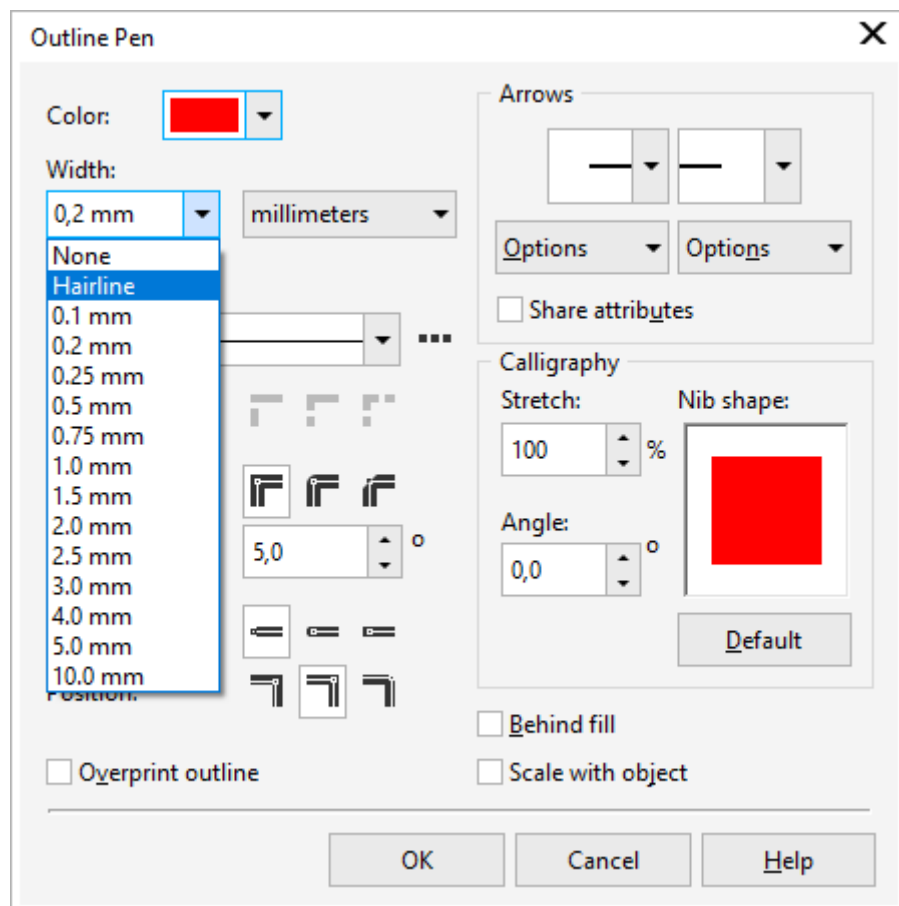 Outline Pen
Color:
Width:
0,2 mm
millimeters
None
Hairline
0.1 mm
0.2 mm
0.25 mm
0.5 mm
0.75 mm
1.0 mm
1.5 mm
2.0 mm
2.5 mm
3.0 mm
4.0 mm
5.0 mm
10.0 mm
5,0
o
Position:
Overprint outline
Arrows
Options
Options
Share attributes
Calligraphy
Stretch:
Nib shape:
100
%
Angle:
0,0
o
Default
Behind fill
Scale with object
OK
Cancel
Help